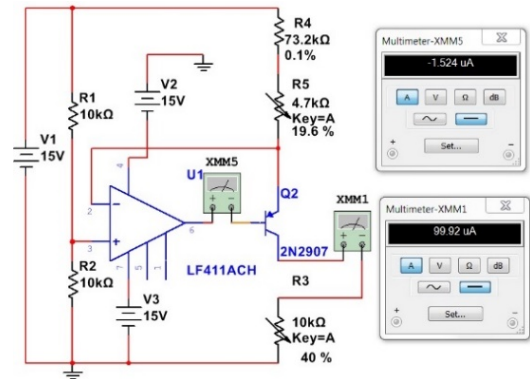 R4
73.2kΩ
0.1%
R5
4.7kΩ
Key=A
19.6 %
V2
15V
R1
10kΩ
V1
15V
U1
XMM5
+ -
Q2
2N2907
XMM1
+ -
4
2
3
6
7
5
1
LF411ACH
R2
10kΩ
V3
15V
R3
10kΩ
Key=A
40 %
Multimeter-XMM5
-1.524 uA
A V Ω dB
Set...
+ -
Multimeter-XMM1
99.92 uA
A V Ω dB
Set...
+ -